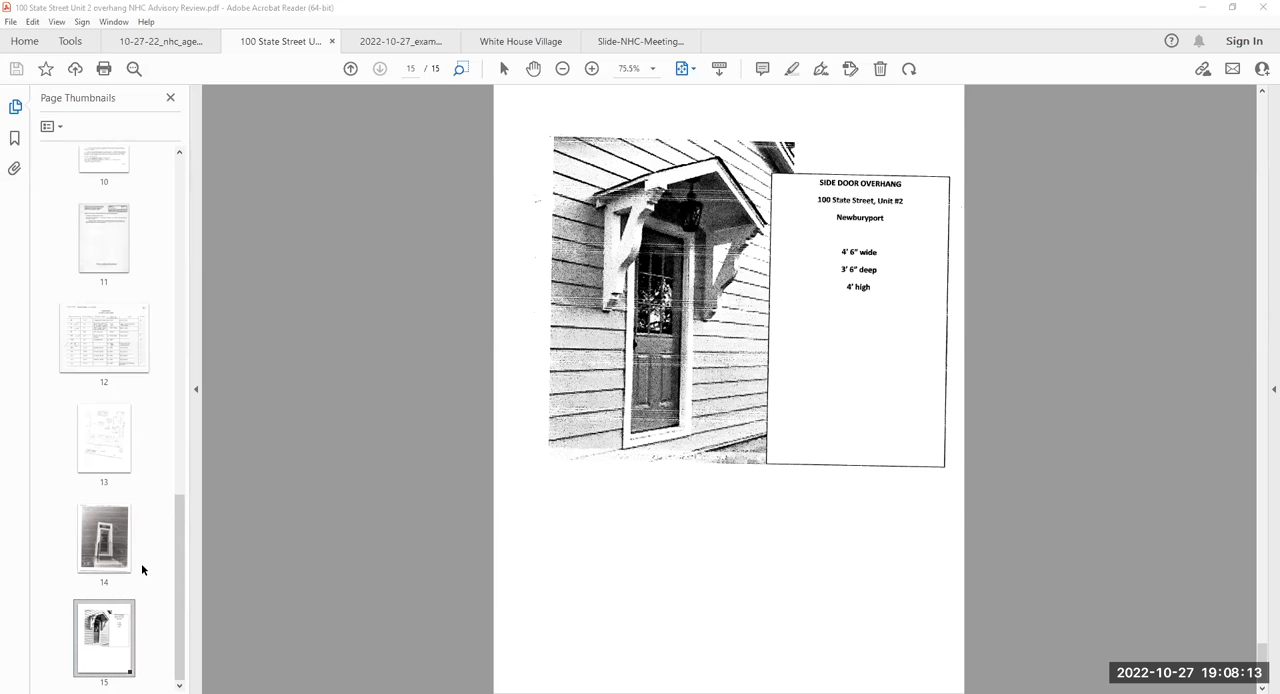 100 State Street Unit 2 overhang NHC Advisory Review.pdf - Adobe Acrobat Reader (64-bit)
File Edit View Sign Window Help
Home Tools 10-27-22_nhc_age... 100 State Street U... × 2022-10-27_exam... White House Village Slide-NHC-Meeting... Sign In
15 / 15 75.5%
Page Thumbnails
10
11
12
13
14
15
SIDE DOOR OVERHANG
100 State Street, Unit #2
Newburyport
4' 6" wide
3' 6" deep
4' high
2022-10-27 19:08:13